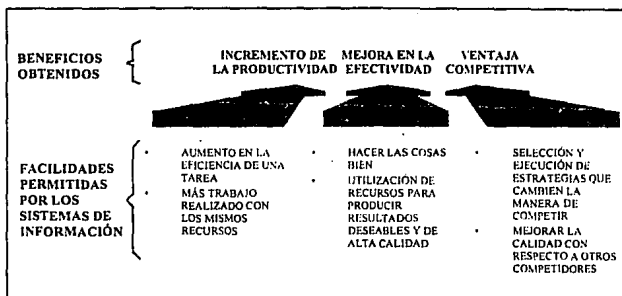 BENEFICIOS
OBTENIDOS
INCREMENTO DE
LA PRODUCTIVIDAD
MEJORA EN LA
EFECTIVIDAD
VENTAJA
COMPETITIVA
FACILIDADES
PERMITIDAS
POR LOS
SISTEMAS DE
INFORMACIÓN
• AUMENTO EN LA
EFICIENCIA DE UNA
TAREA
• MÁS TRABAJO
REALIZADO CON
LOS MISMOS
RECURSOS
• HACER LAS COSAS
BIEN
• UTILIZACIÓN DE
RECURSOS PARA
PRODUCIR
RESULTADOS
DESEABLES Y DE
ALTA CALIDAD
• SELECCIÓN Y
EJECUCIÓN DE
ESTRATEGIAS QUE
CAMBIEN LA
MANERA DE
COMPETIR
• MEJORAR LA
CALIDAD CON
RESPECTO A OTROS
COMPETIDORES